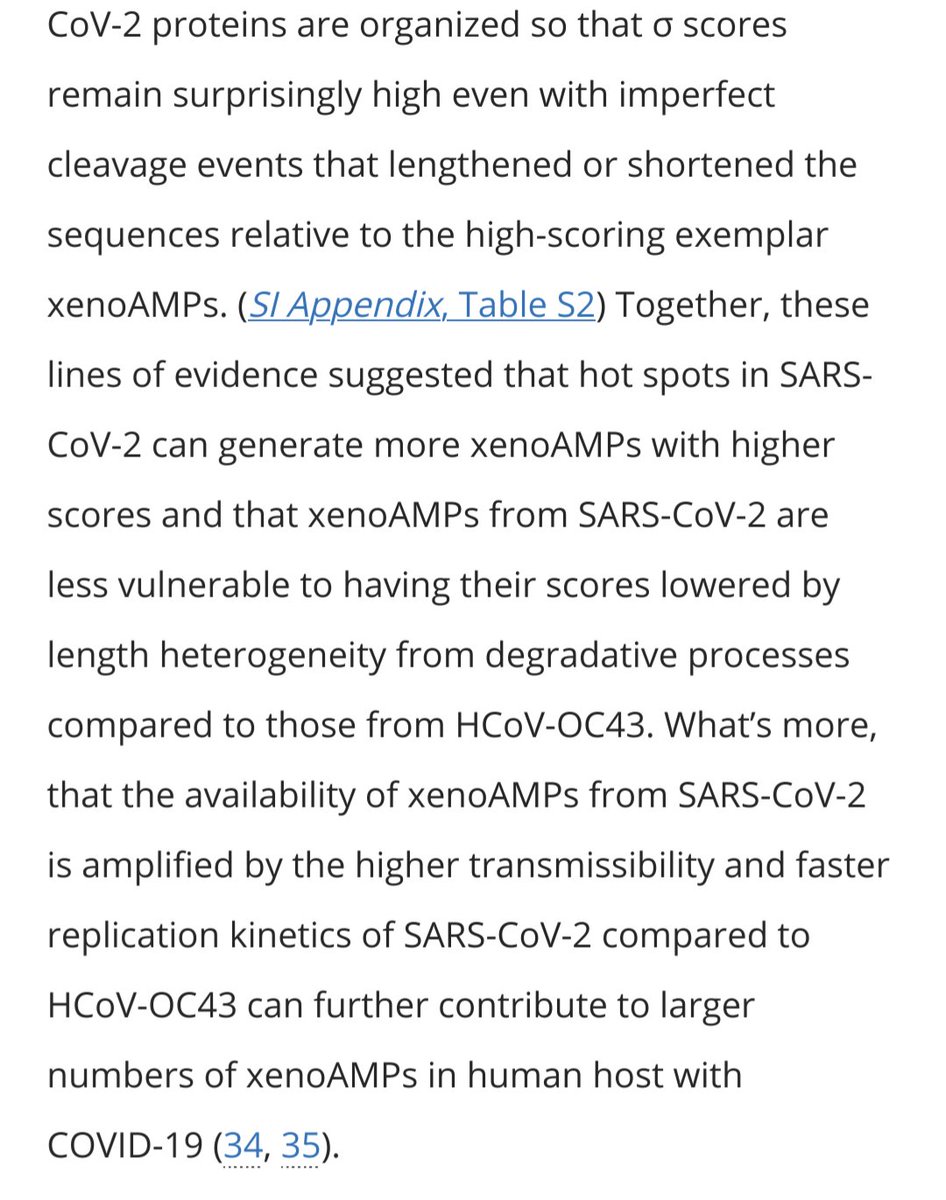 CoV-2 proteins are organized so that σ scores
remain surprisingly high even with imperfect
cleavage events that lengthened or shortened the
sequences relative to the high-scoring exemplar
xenoAMPs. (SI Appendix, Table S2) Together, these
lines of evidence suggested that hot spots in SARS-
CoV-2 can generate more xenoAMPs with higher
scores and that xenoAMPs from SARS-CoV-2 are
less vulnerable to having their scores lowered by
length heterogeneity from degradative processes
compared to those from HCoV-OC43. What’s more,
that the availability of xenoAMPs from SARS-CoV-2
is amplified by the higher transmissibility and faster
replication kinetics of SARS-CoV-2 compared to
HCoV-OC43 can further contribute to larger
numbers of xenoAMPs in human host with
COVID-19 (34, 35).